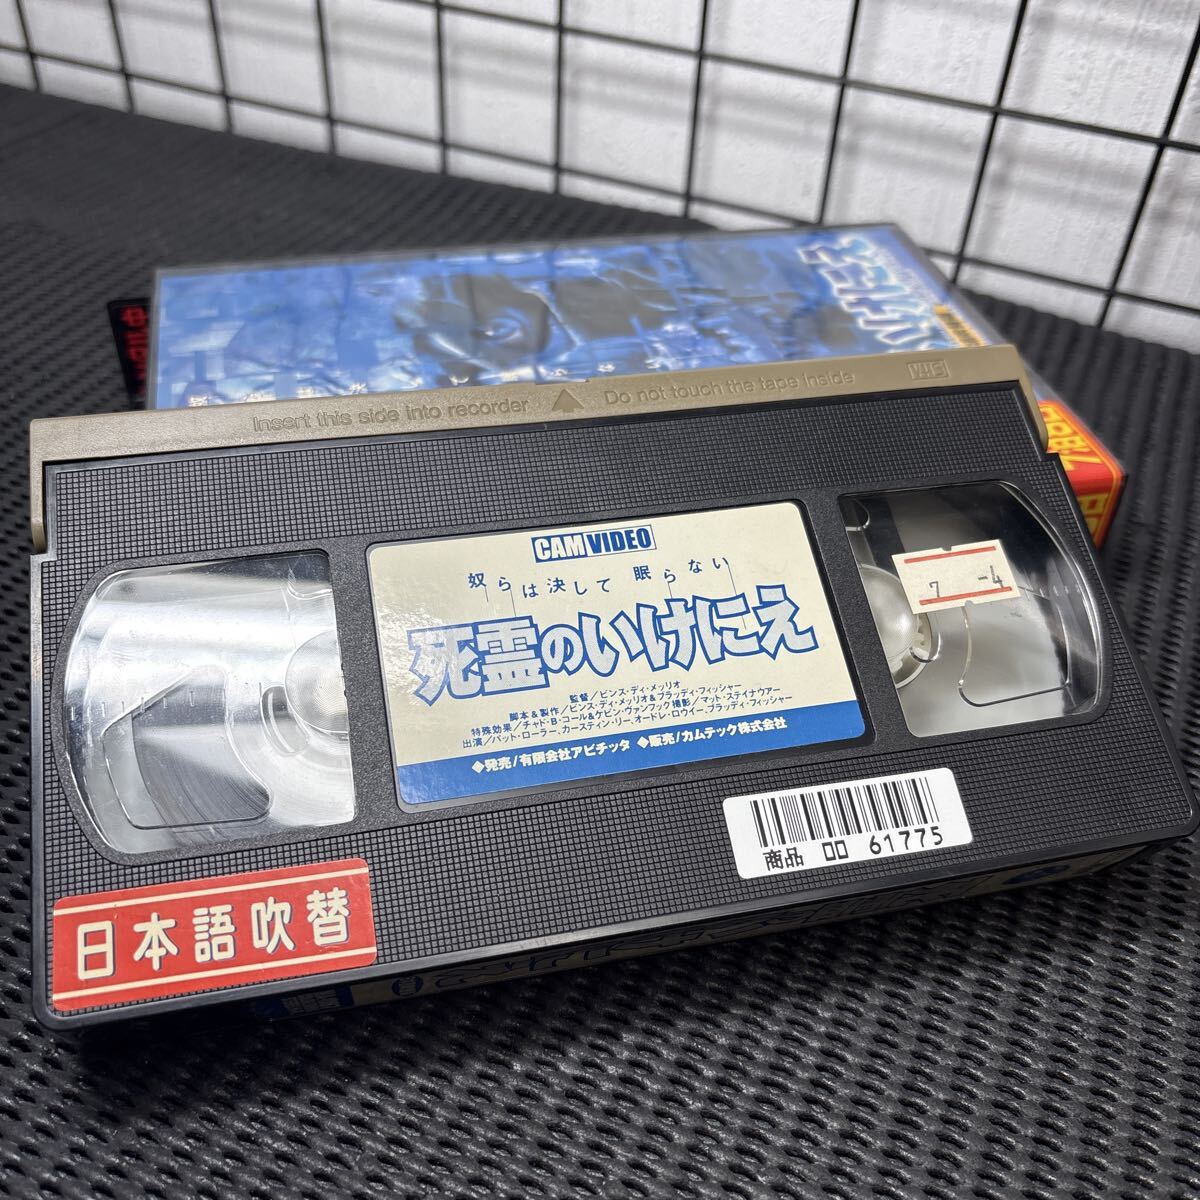 Insert this side into recorder
Do not touch the tape inside
VHS
CAMVIDEO
奴らは決して眠らない
死霊のいけにえ
監督/ビンス・ディ・メッリオ
脚本&製作/ビンス・ディ・メッリオ&ブラッディ・フィッシャー
特殊効果/チャド・B・コール&ケビン・ヴァンフック 撮影/マット・ステイナウアー
出演/パット・ローラー、カースティン・リー、オードレ・ロウイー、ブラッディ・フィッシャー
◆発売/有限会社アピチッタ ◆販売/カムテック株式会社
7 -4
商品 ロロ 61775
日本語吹替